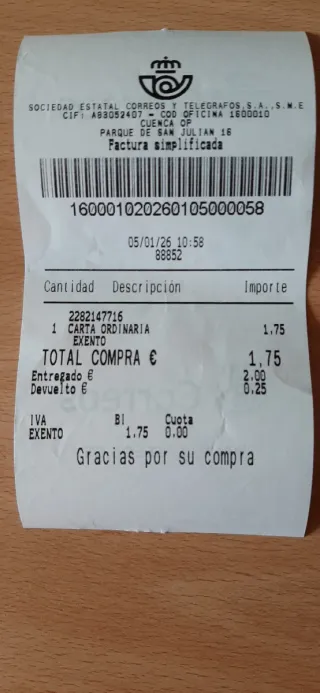 SOCIEDAD ESTATAL CORREOS Y TELEGRAFOS,S.A.,S.M.E
CIF: A83052407 - COD OFICINA 1600010
CUENCA OP
PARQUE DE SAN JULIAN 16
Factura simplificada
160001020260105000058
05/01/26 10:58
88852
Cantidad Descripción Importe
2282147716
1 CARTA ORDINARIA 1,75
EXENTO
TOTAL COMPRA € 1,75
Entregado € 2.00
Devuelto € 0.25
IVA BI Cuota
EXENTO 1.75 0.00
Gracias por su compra